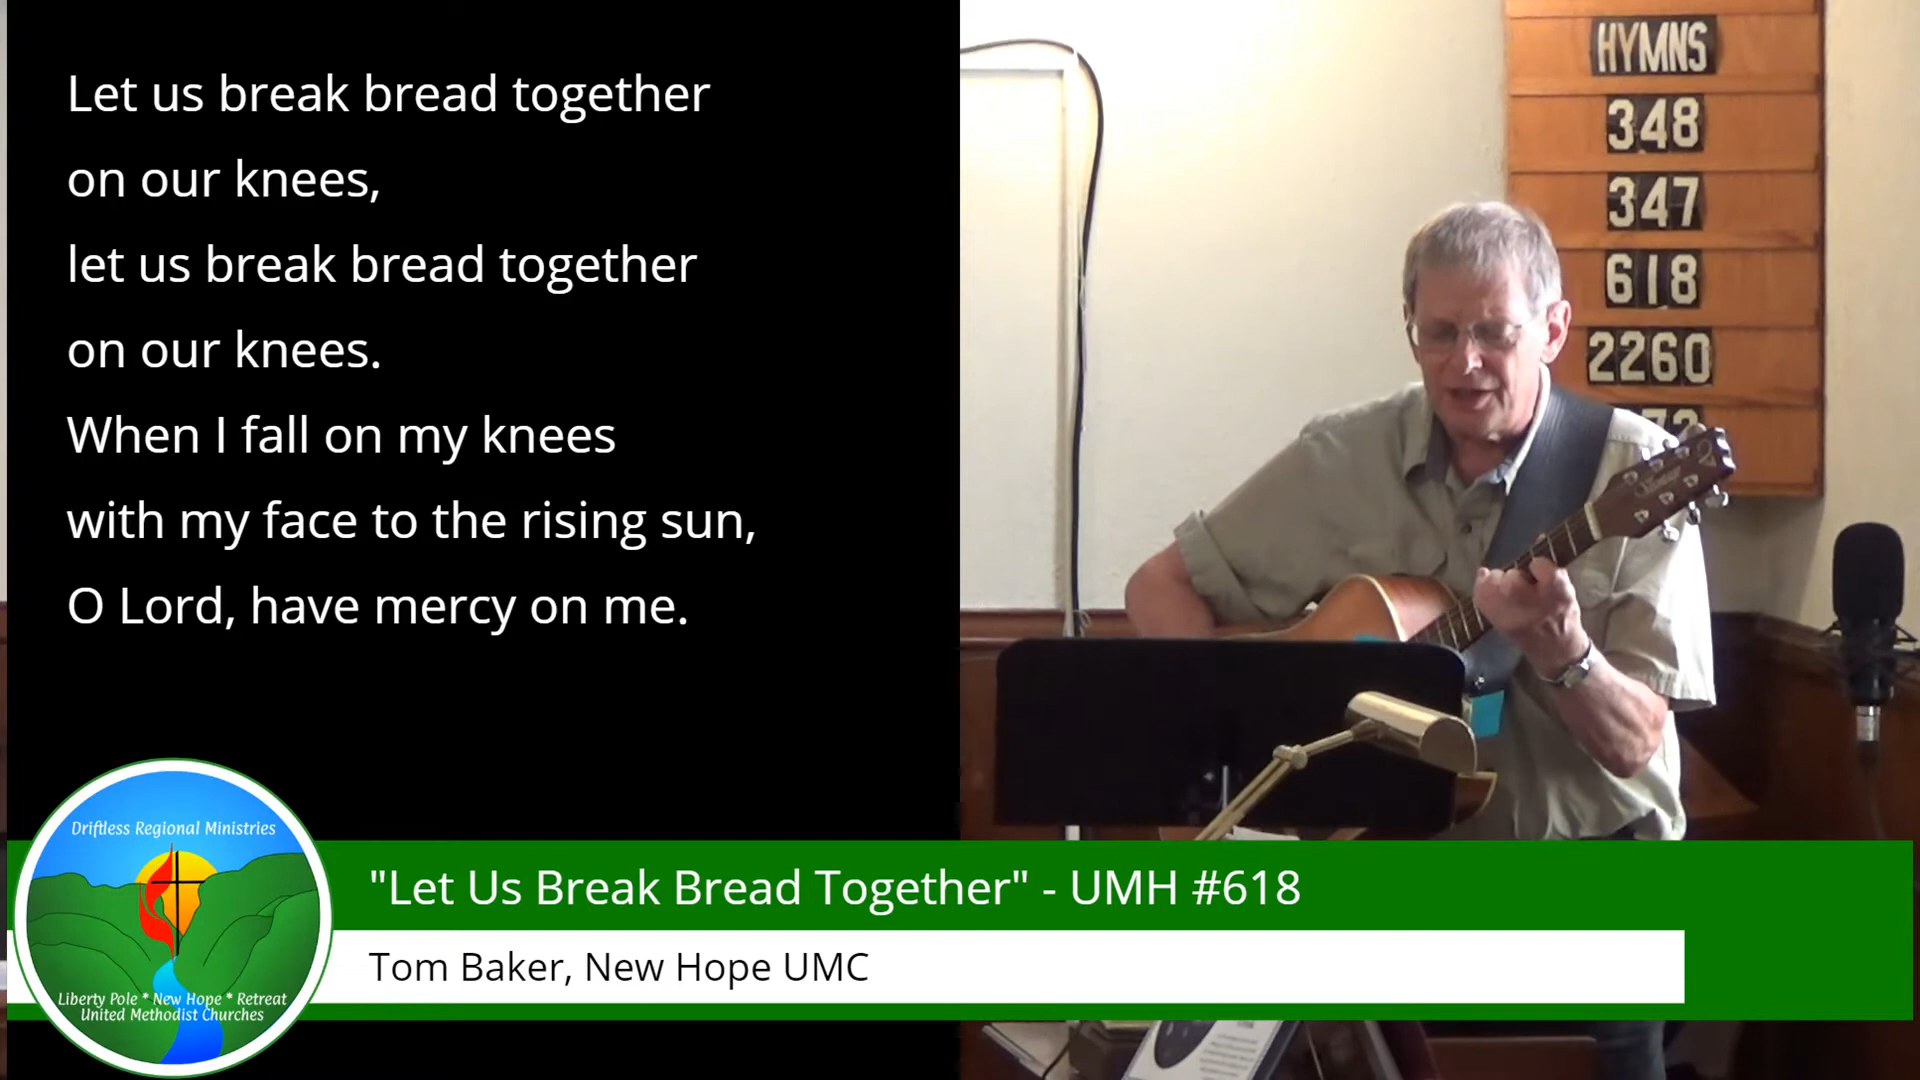 Let us break bread together
on our knees,
let us break bread together
on our knees.
When I fall on my knees
with my face to the rising sun,
O Lord, have mercy on me.
HYMNS
348
347
618
2260
Driftless Regional Ministries
Liberty Pole * New Hope * Retreat
United Methodist Churches
"Let Us Break Bread Together" - UMH #618
Tom Baker, New Hope UMC